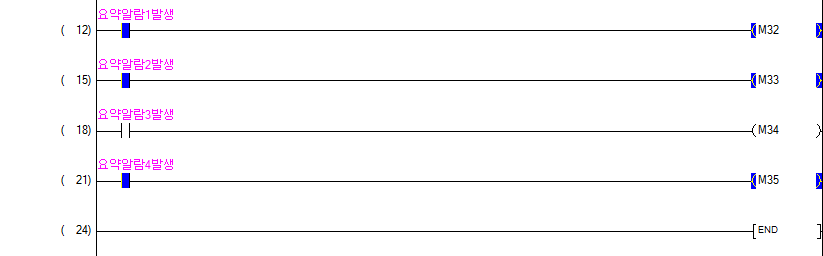 요약알람1발생
( 12) ( M32 )
요약알람2발생
( 15) ( M33 )
요약알람3발생
( 18) ( M34 )
요약알람4발생
( 21) ( M35 )
( 24) [ END ]